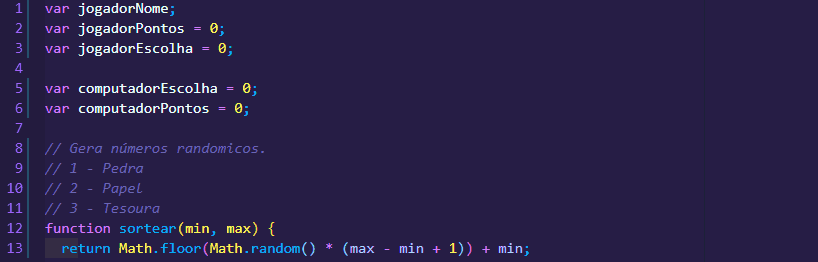 1 var jogadorNome;
2 var jogadorPontos = 0;
3 var jogadorEscolha = 0;
4
5 var computadorEscolha = 0;
6 var computadorPontos = 0;
7
8 // Gera números randomicos.
9 // 1 - Pedra
10 // 2 - Papel
11 // 3 - Tesoura
12 function sortear(min, max) {
13   return Math.floor(Math.random() * (max - min + 1)) + min;